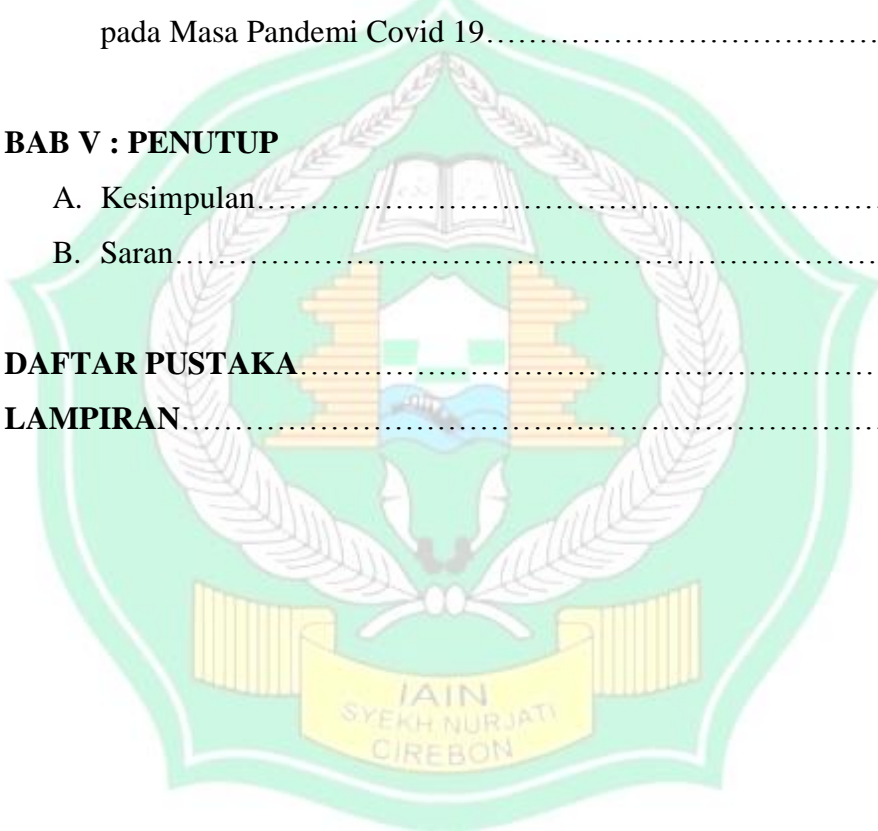 pada Masa Pandemi Covid 19…………………………………
BAB V : PENUTUP
A. Kesimpulan……………………………………………………
B. Saran……………………………………………………………
DAFTAR PUSTAKA………………………………………………
LAMPIRAN…………………………………………………………
IAIN
SYEKH NURJATI
CIREBON